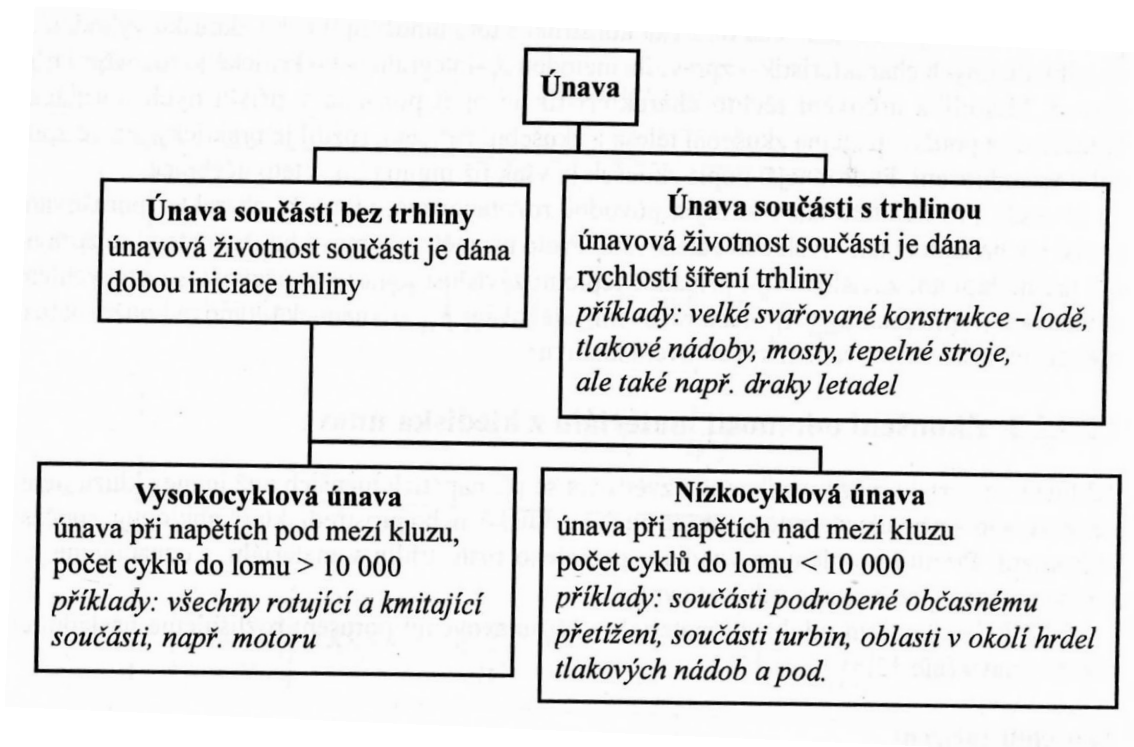 Únava
Únava součástí bez trhliny
únavová životnost součásti je dána
dobou iniciace trhliny
Únava součásti s trhlinou
únavová životnost součásti je dána
rychlostí šíření trhliny
příklady: velké svařované konstrukce - lodě,
tlakové nádoby, mosty, tepelné stroje,
ale také např. draky letadel
Vysokocyklová únava
únava při napětích pod mezí kluzu,
počet cyklů do lomu > 10 000
příklady: všechny rotující a kmitající
součásti, např. motoru
Nízkocyklová únava
únava při napětích nad mezí kluzu
počet cyklů do lomu < 10 000
příklady: součásti podrobené občasnému
přetížení, součásti turbin, oblasti v okolí hrdel
tlakových nádob a pod.